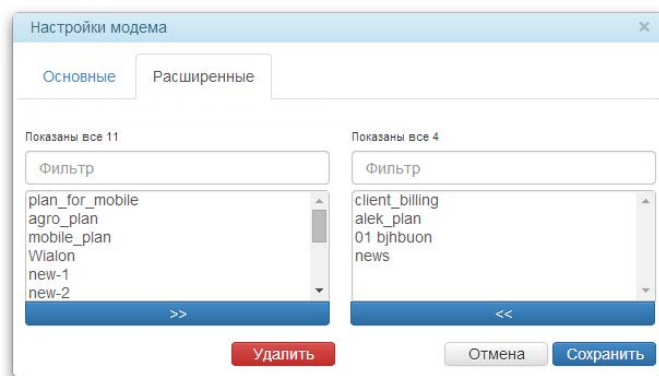 Настройки модема ×
Основные Расширенные
Показаны все 11
Фильтр
plan_for_mobile
agro_plan
mobile_plan
Wialon
new-1
new-2
>>
Показаны все 4
Фильтр
client_billing
alek_plan
01 bjhbuon
news
<<
Удалить Отмена Сохранить